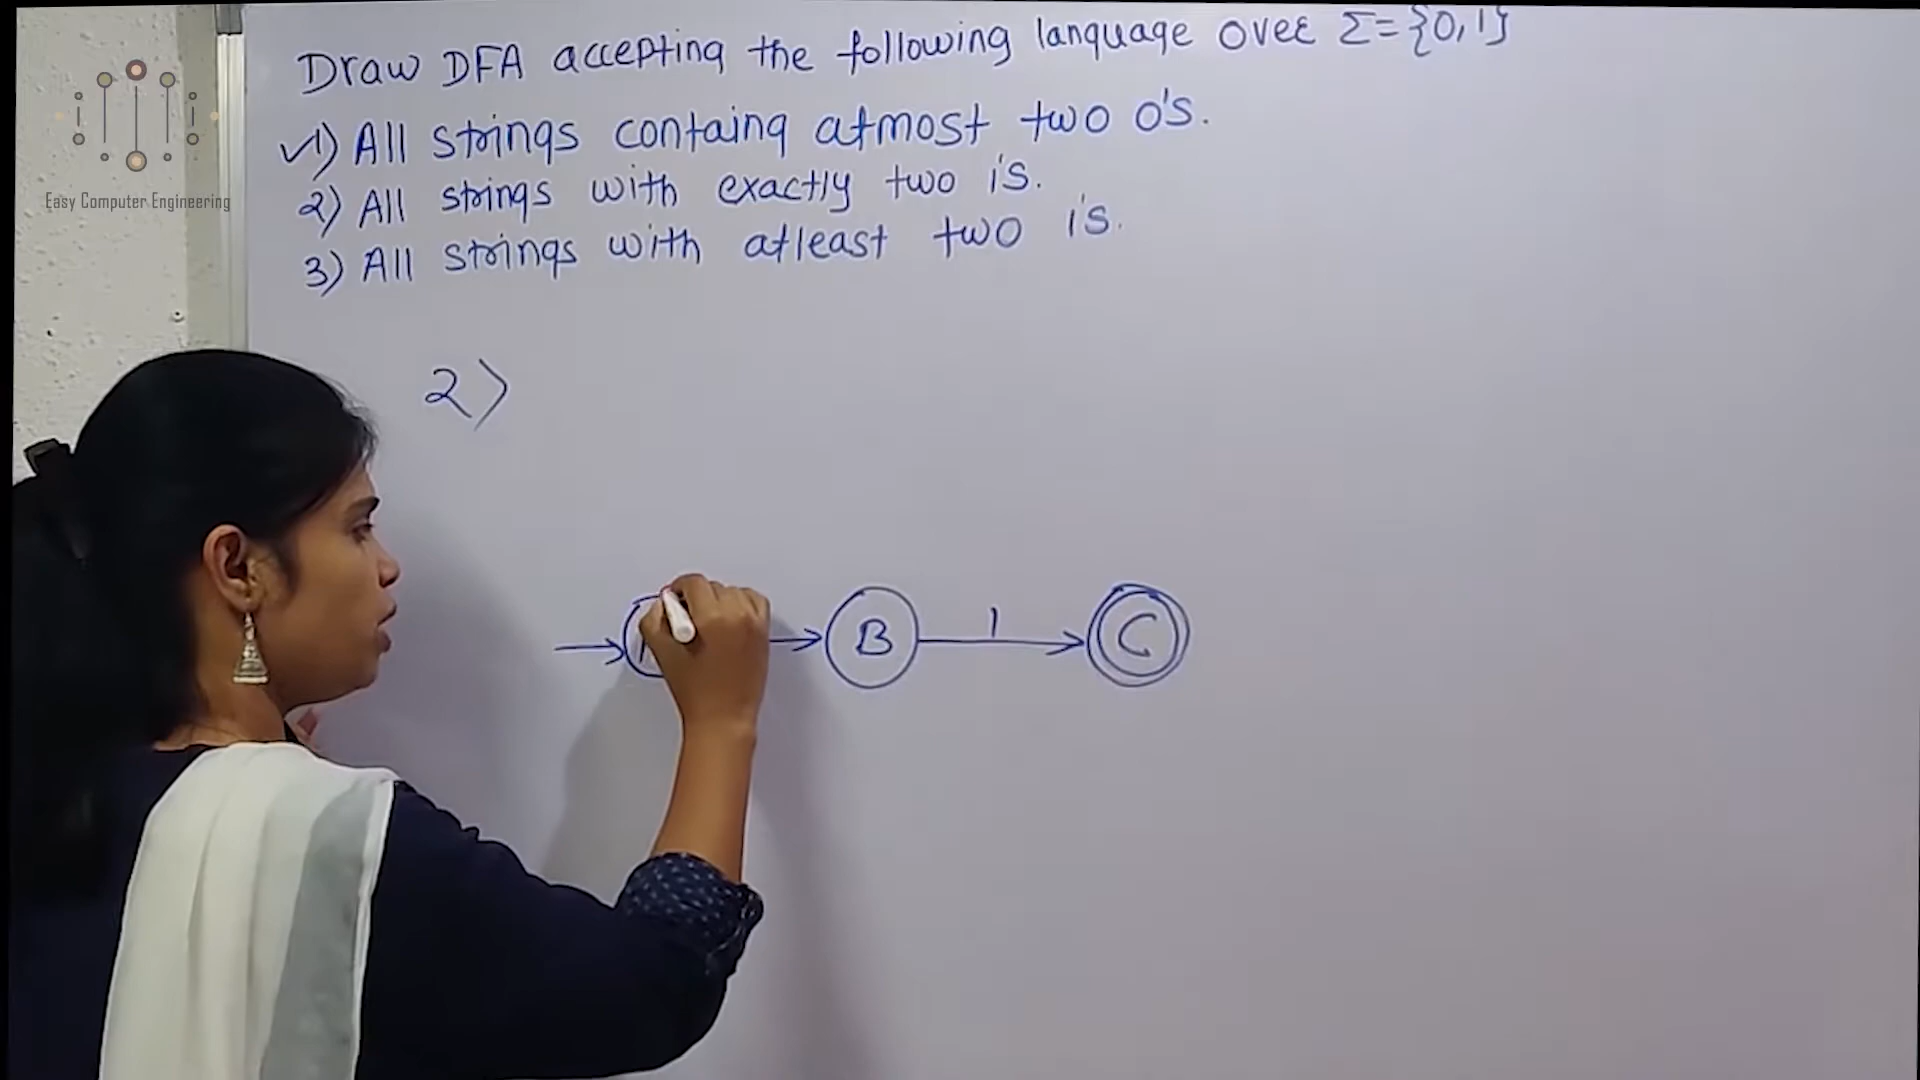 Draw DFA accepting the following language over Σ={0,1}
✓1) All strings containg atmost two 0's.
2) All strings with exactly two 1's.
3) All strings with atleast two 1's.
Easy Computer Engineering
2)
B 1 C